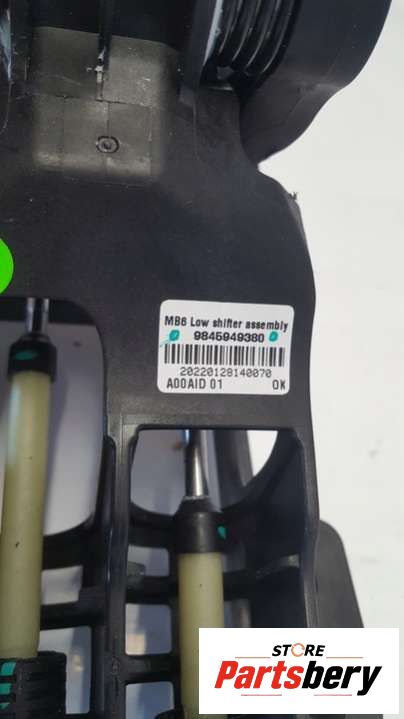 MB6 Low shifter assembly
9845949380
20220128140070
A00AID 01 OK
STORE
Partsbery